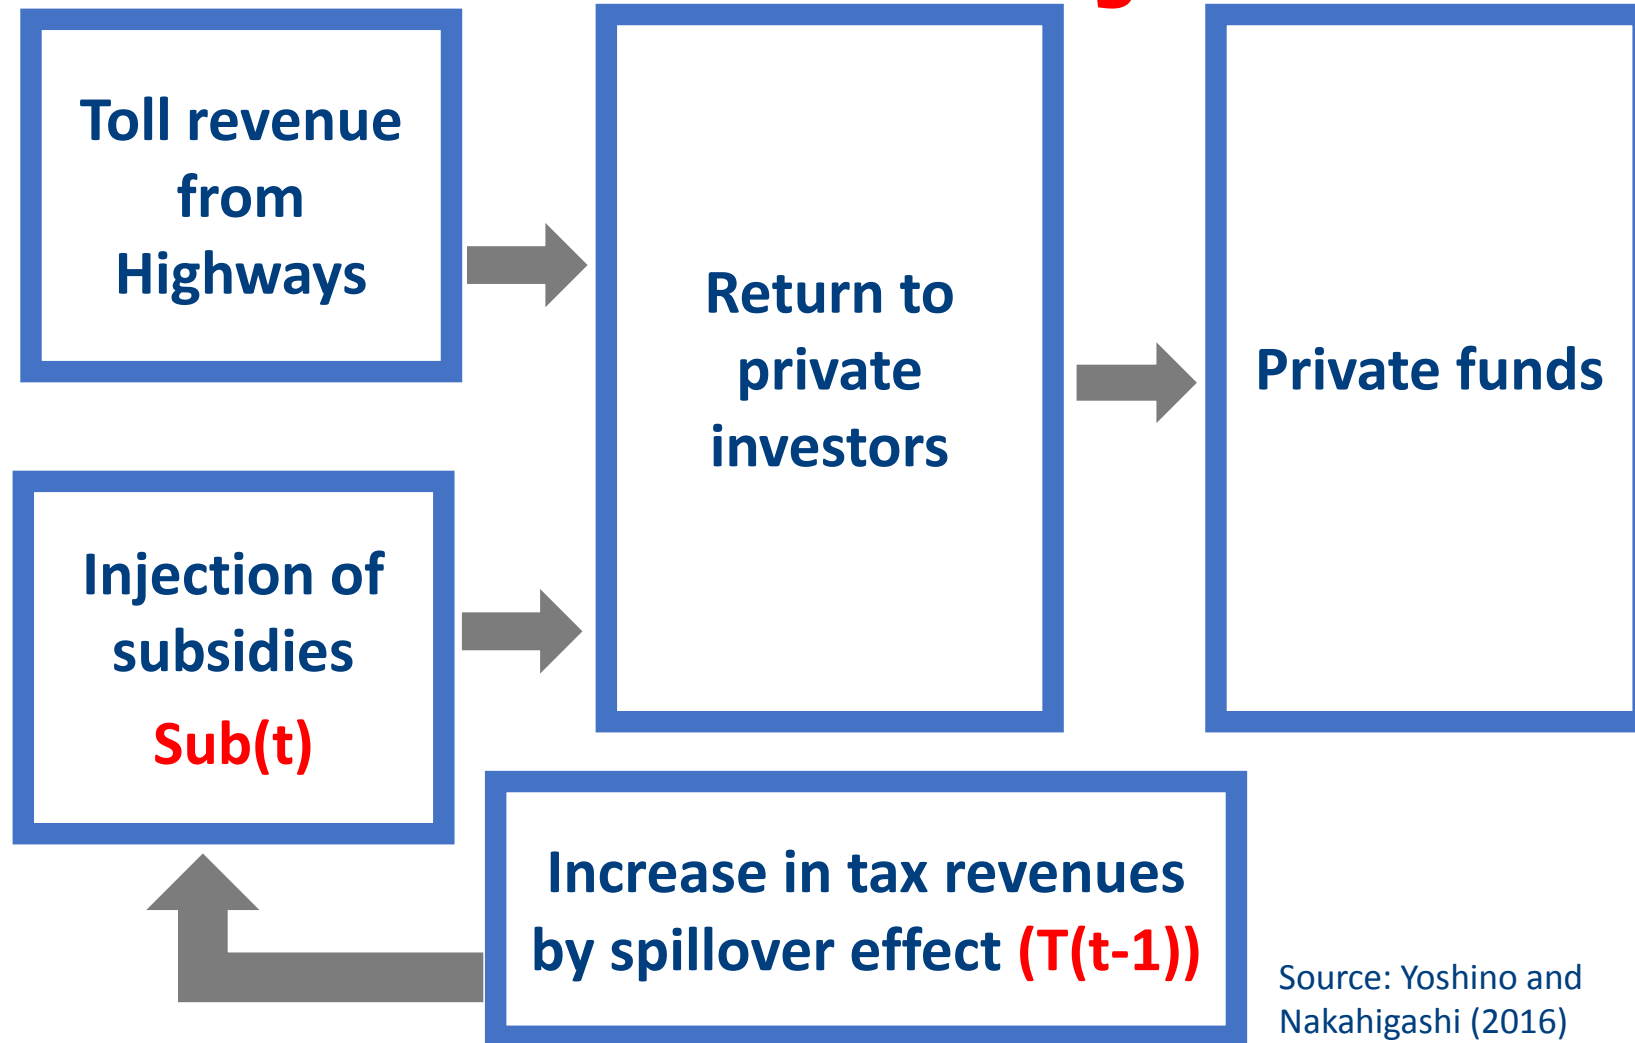 Toll revenue
from
Highways
Return to
private
investors
Private funds
Injection of
subsidies
Sub(t)
Increase in tax revenues
by spillover effect (T(t-1))
Source: Yoshino and
Nakahigashi (2016)